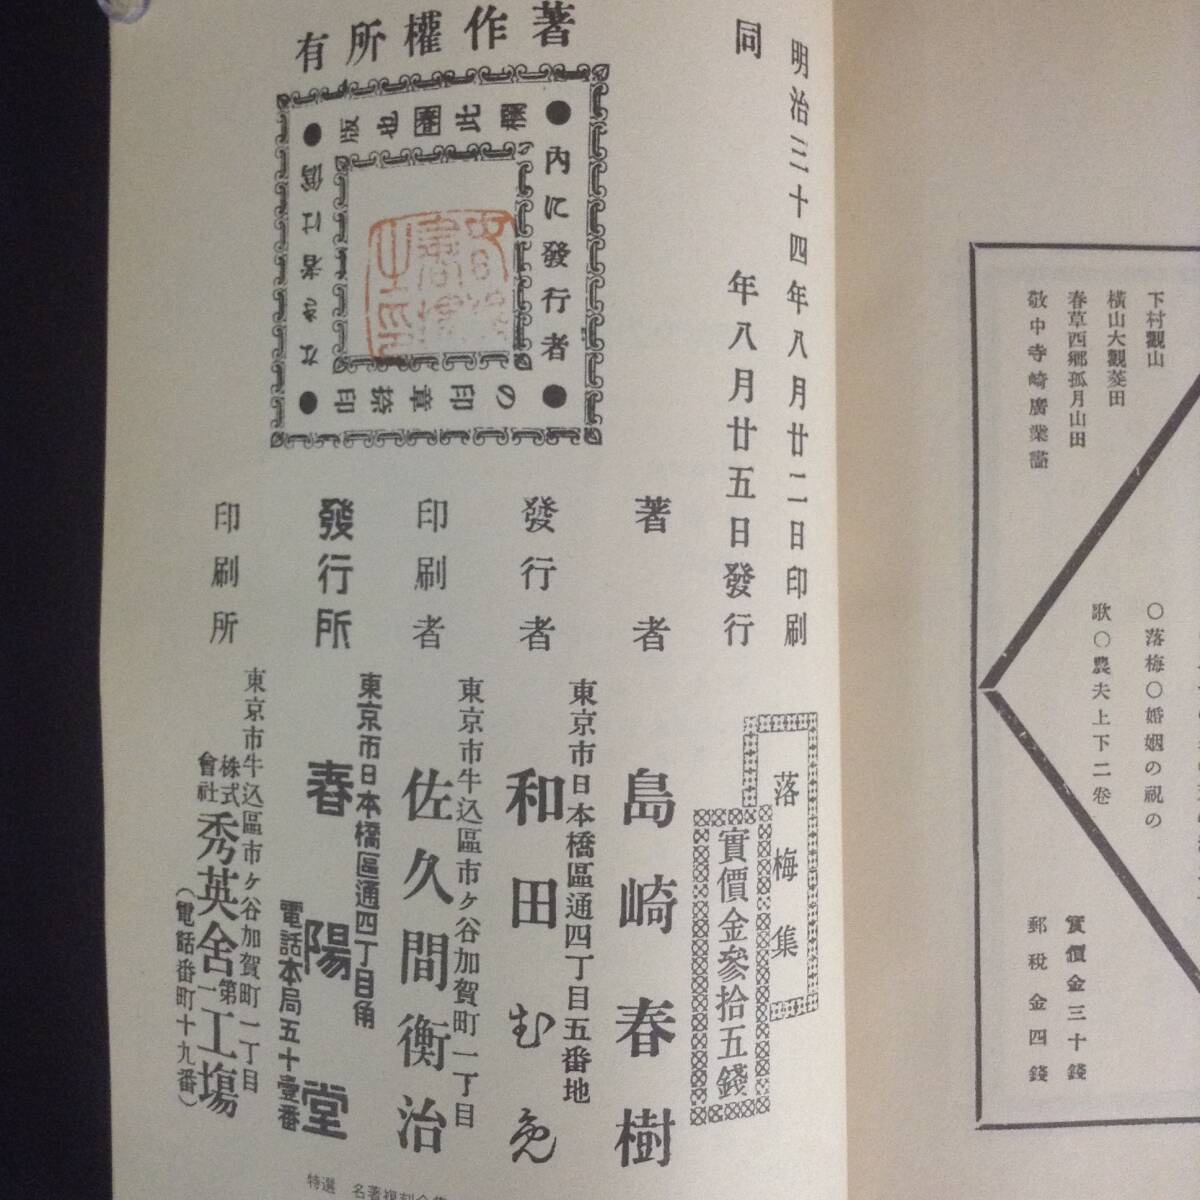 下村觀山
橫山大觀菱田
春草西鄕孤月山田
敬中寺崎廣業諸
〇落梅〇婚姻の祝の
歌〇農夫上下二卷
實價金三十錢
郵稅金四錢
明治三十四年八月廿二日印刷
同年八月廿五日發行
落梅集
實價金參拾五錢
著作權所有
內に發行者
の印章捺印
なき者は僞
版也
著者
島崎春樹
發行者
東京市日本橋區通四丁目五番地
和田むめ
印刷者
東京市牛込區市ヶ谷加賀町一丁目
佐久間衡治
發行所
東京市日本橋區通四丁目角
春陽堂
電話本局五十壹番
印刷所
東京市牛込區市ヶ谷加賀町一丁目
株式會社秀英舍第一工塲
（電話番町十九番）
特選 名著複刻全集